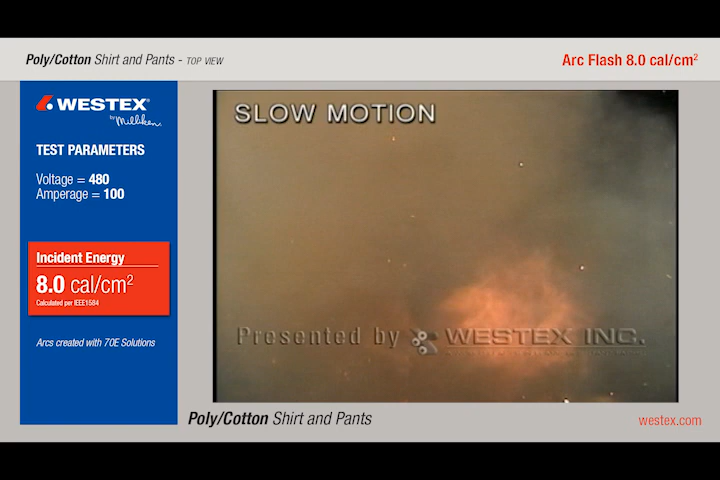 Poly/Cotton Shirt and Pants - TOP VIEW
Arc Flash 8.0 cal/cm²
WESTEX®
by Milliken.
TEST PARAMETERS
Voltage = 480
Amperage = 100
Incident Energy
8.0 cal/cm²
Calculated per IEEE1584
Arcs created with 70E Solutions
SLOW MOTION
Presented by WESTEX INC.
Poly/Cotton Shirt and Pants
westex.com